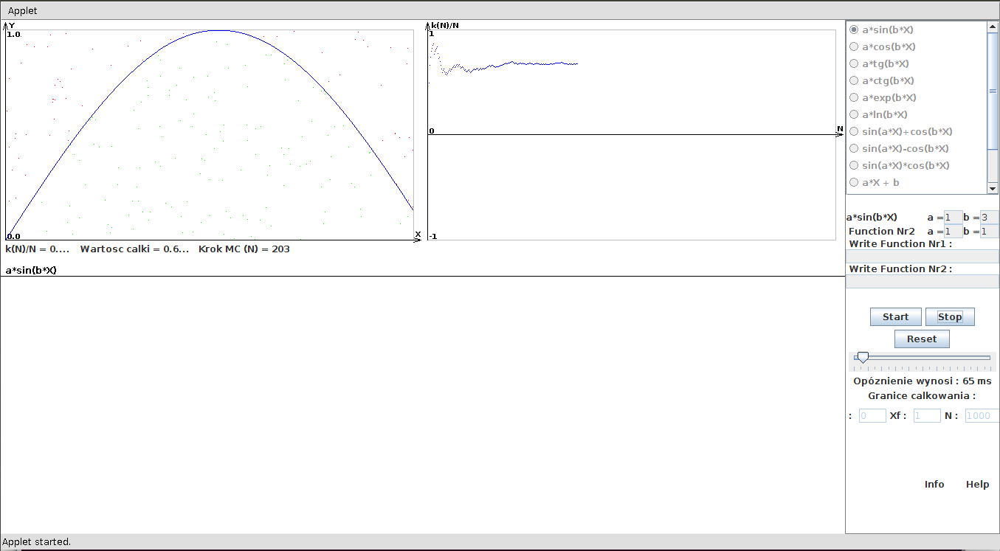 Applet
Y
1.0
0.0
X
k(N)/N
1
0
N
-1
k(N)/N = 0.... Wartosc calki = 0.6... Krok MC (N) = 203
a*sin(b*X)
a*sin(b*X)
a*cos(b*X)
a*tg(b*X)
a*ctg(b*X)
a*exp(b*X)
a*ln(b*X)
sin(a*X)+cos(b*X)
sin(a*X)-cos(b*X)
sin(a*X)*cos(b*X)
a*X + b
a*sin(b*X) a = 1 b = 3
Function Nr2 a = 1 b = 1
Write Function Nr1 :
Write Function Nr2 :
Start Stop
Reset
Opóznienie wynosi : 65 ms
Granice calkowania :
: 0 Xf : 1 N : 1000
Info Help
Applet started.